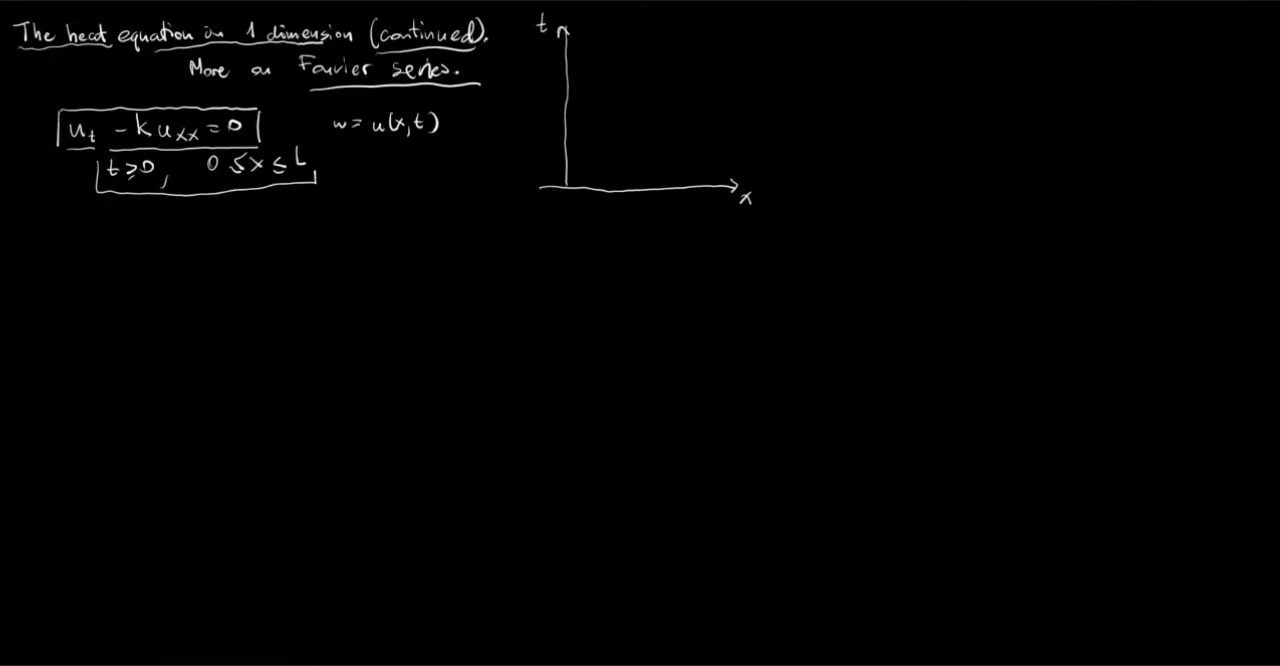 The heat equation in 1 dimension (continued).
More on Fourier series.
u_t - k u_xx = 0
w = u(x,t)
t ≥ 0, 0 ≤ x ≤ L
t
x